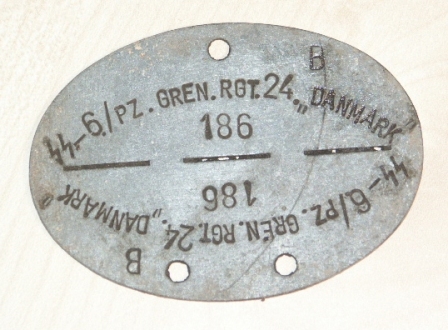 B
ᛋᛋ-6./PZ. GREN. RGT. 24. „DANMARK"
186
186
ᛋᛋ-6./PZ. GREN. RGT. 24. „DANMARK"
B